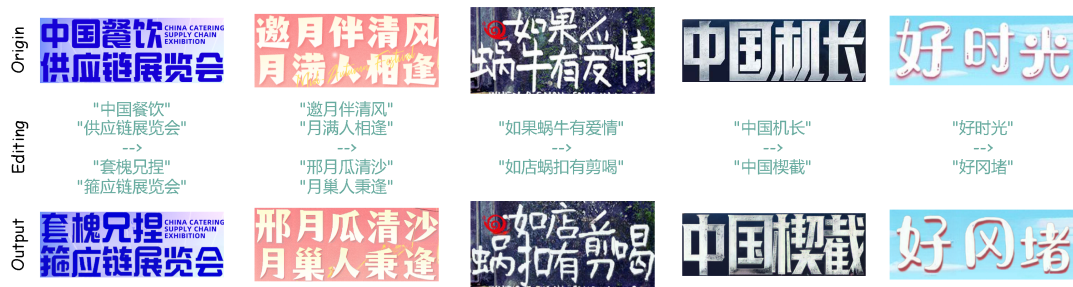 Origin
中国餐饮
CHINA CATERING
SUPPLY CHAIN
EXHIBITION
供应链展览会
邀月伴清风
月满人相逢
如果
蜗牛有爱情
中国机长
好时光
Editing
"中国餐饮"
"供应链展览会"
-->
"套槐兄捏"
"箍应链展览会"
"邀月伴清风"
"月满人相逢"
-->
"邢月瓜清沙"
"月巢人秉逢"
"如果蜗牛有爱情"
-->
"如店蜗扣有剪喝"
"中国机长"
-->
"中国楔截"
"好时光"
-->
"好冈堵"
Output
套槐兄捏
CHINA CATERING
SUPPLY CHAIN
EXHIBITION
箍应链展览会
邢月瓜清沙
月巢人秉逢
如店
蜗扣有剪喝
中国楔截
好冈堵